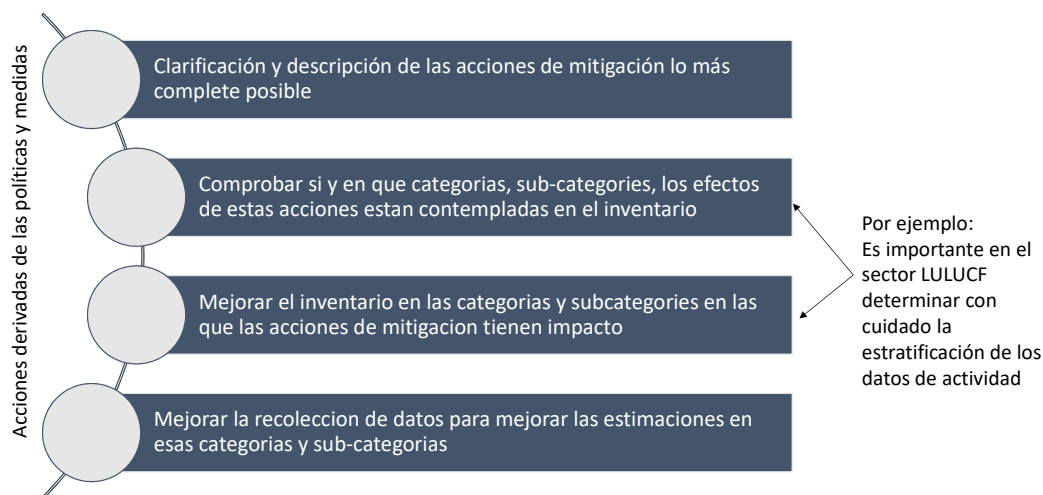 Acciones derivadas de las políticas y medidas
Clarificación y descripción de las acciones de mitigación lo más
complete posible
Comprobar si y en que categorias, sub-categories, los efectos
de estas acciones estan contempladas en el inventario
Mejorar el inventario en las categorias y subcategories en las
que las acciones de mitigacion tienen impacto
Mejorar la recoleccion de datos para mejorar las estimaciones en
esas categorias y sub-categorias
Por ejemplo:
Es importante en el
sector LULUCF
determinar con
cuidado la
estratificación de los
datos de actividad